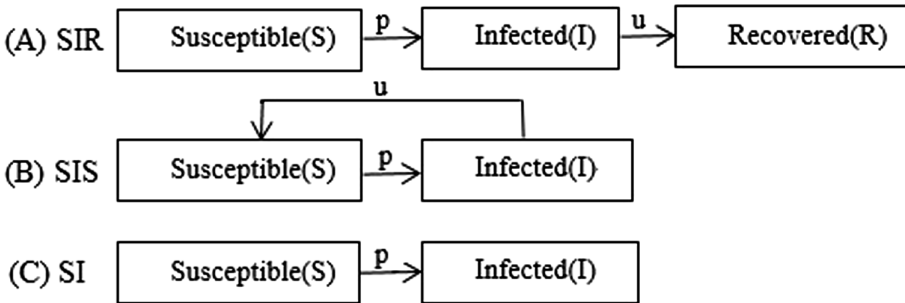 (A) SIR Susceptible(S) p Infected(I) u Recovered(R)
u
(B) SIS Susceptible(S) p Infected(I)
(C) SI Susceptible(S) p Infected(I)